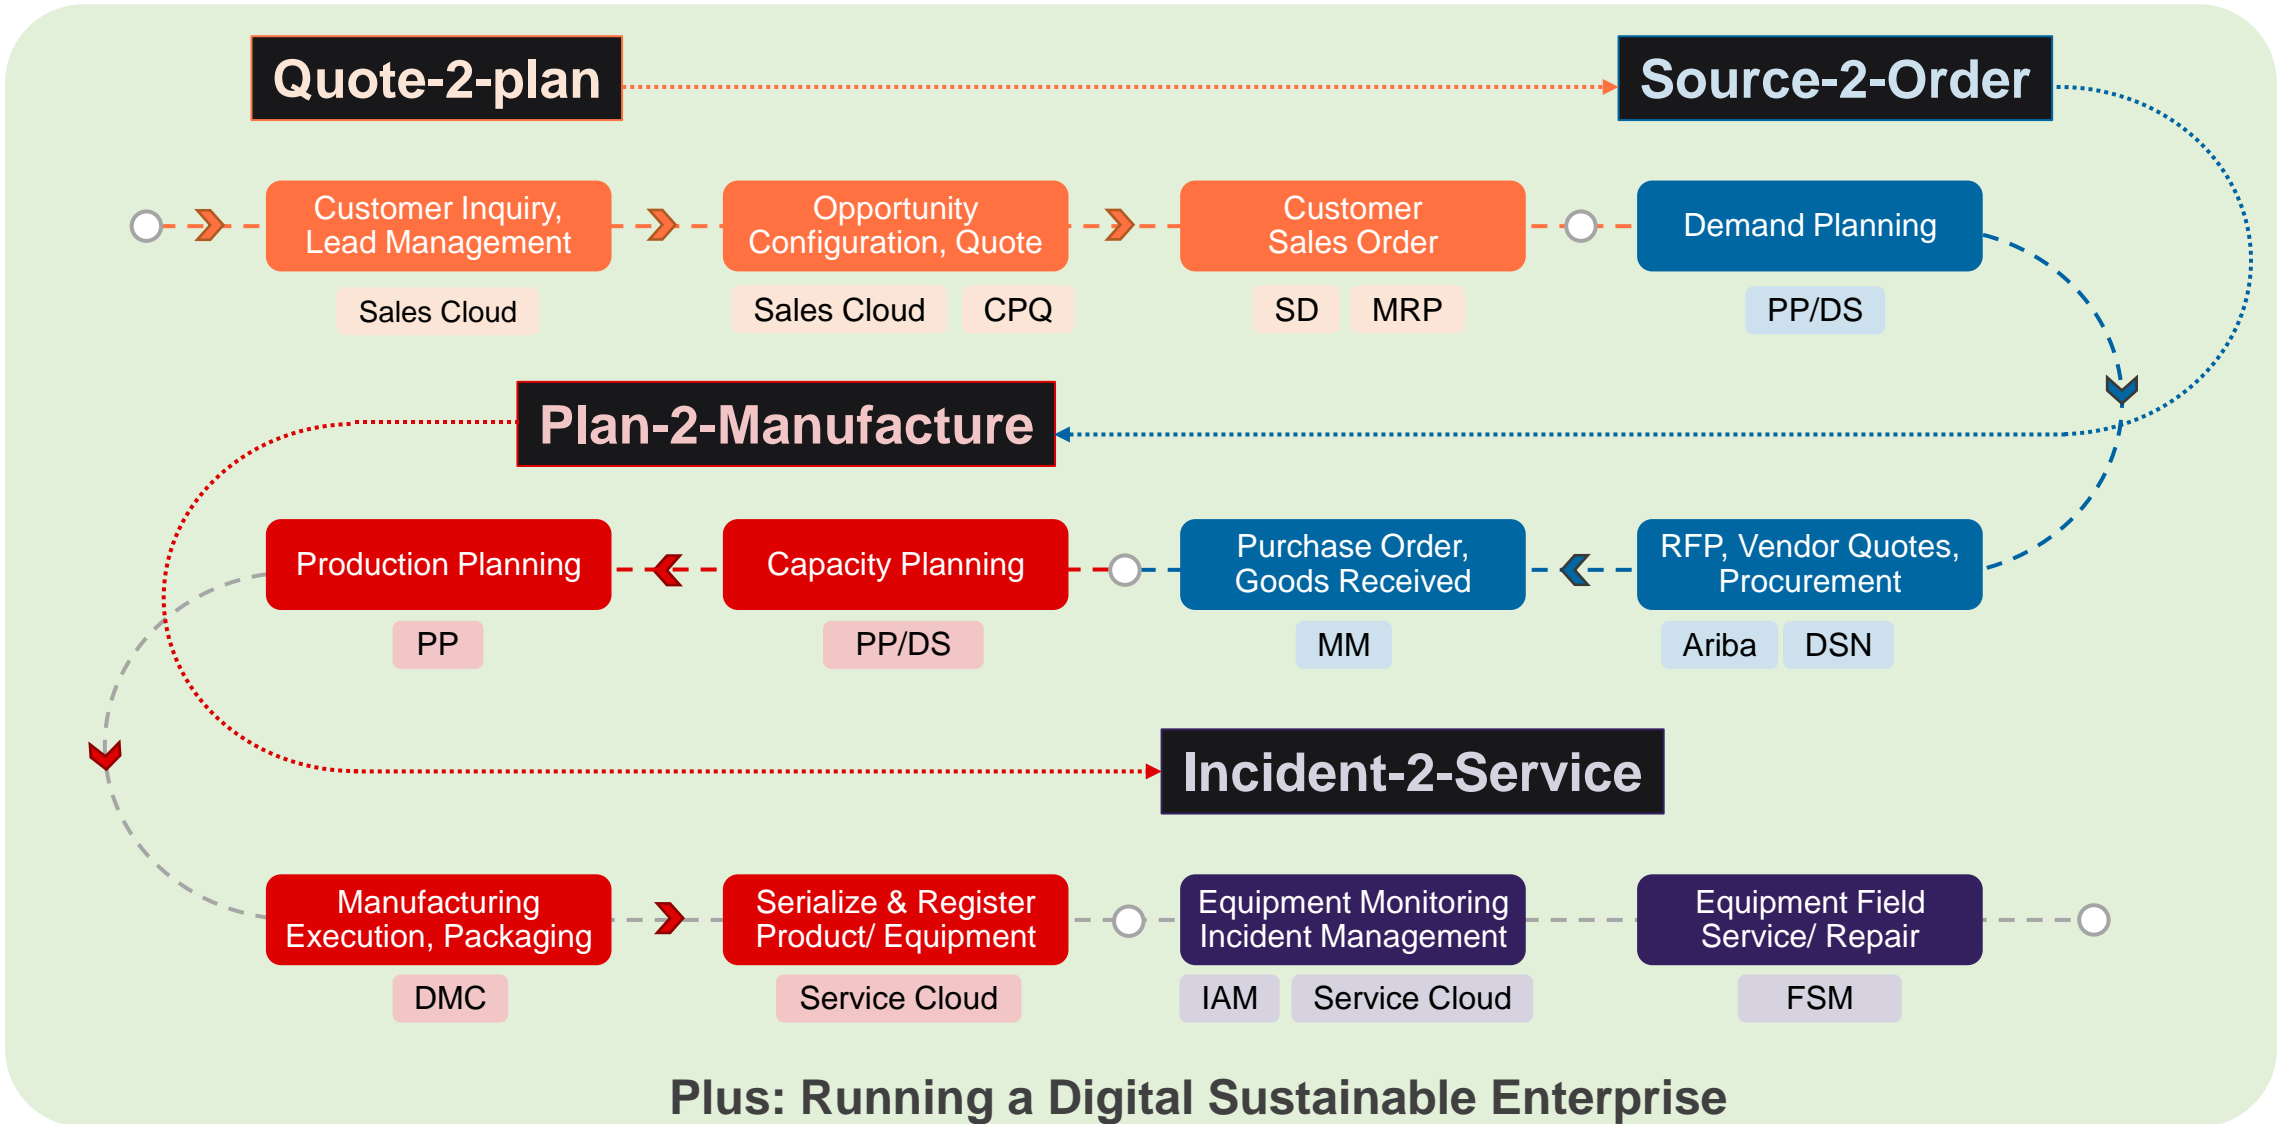 Quote-2-plan
Source-2-Order
Customer Inquiry,
Lead Management
Sales Cloud
Opportunity
Configuration, Quote
Sales Cloud
CPQ
Customer
Sales Order
SD
MRP
Demand Planning
PP/DS
Plan-2-Manufacture
Production Planning
PP
Capacity Planning
PP/DS
Purchase Order,
Goods Received
MM
RFP, Vendor Quotes,
Procurement
Ariba
DSN
Incident-2-Service
Manufacturing
Execution, Packaging
DMC
Serialize & Register
Product/ Equipment
Service Cloud
Equipment Monitoring
Incident Management
IAM
Service Cloud
Equipment Field
Service/ Repair
FSM
Plus: Running a Digital Sustainable Enterprise